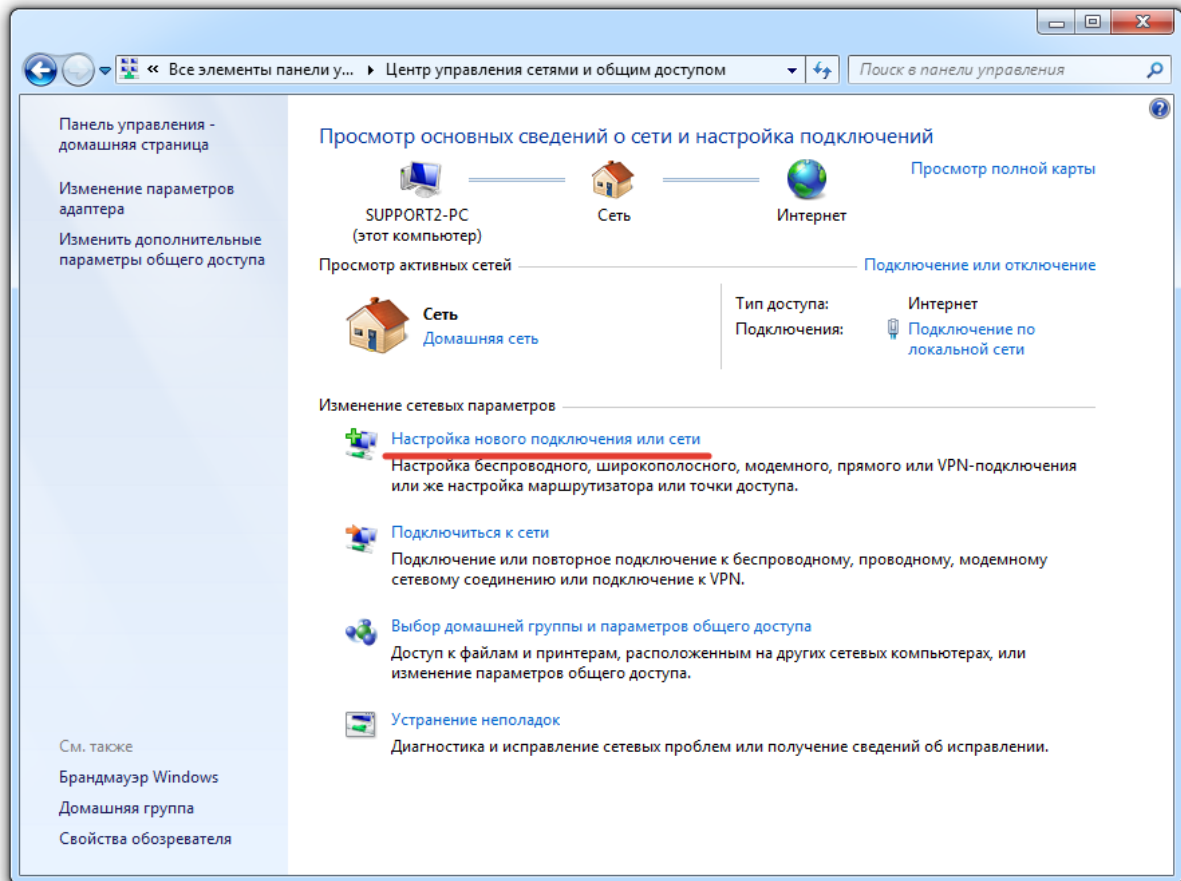 « Все элементы панели у... Центр управления сетями и общим доступом
Поиск в панели управления
Панель управления -
домашняя страница
Изменение параметров
адаптера
Изменить дополнительные
параметры общего доступа
См. также
Брандмауэр Windows
Домашняя группа
Свойства обозревателя
Просмотр основных сведений о сети и настройка подключений
SUPPORT2-PC
(этот компьютер)
Сеть
Интернет
Просмотр полной карты
Просмотр активных сетей
Подключение или отключение
Сеть
Домашняя сеть
Тип доступа: Интернет
Подключения: Подключение по
локальной сети
Изменение сетевых параметров
Настройка нового подключения или сети
Настройка беспроводного, широкополосного, модемного, прямого или VPN-подключения
или же настройка маршрутизатора или точки доступа.
Подключиться к сети
Подключение или повторное подключение к беспроводному, проводному, модемному
сетевому соединению или подключение к VPN.
Выбор домашней группы и параметров общего доступа
Доступ к файлам и принтерам, расположенным на других сетевых компьютерах, или
изменение параметров общего доступа.
Устранение неполадок
Диагностика и исправление сетевых проблем или получение сведений об исправлении.